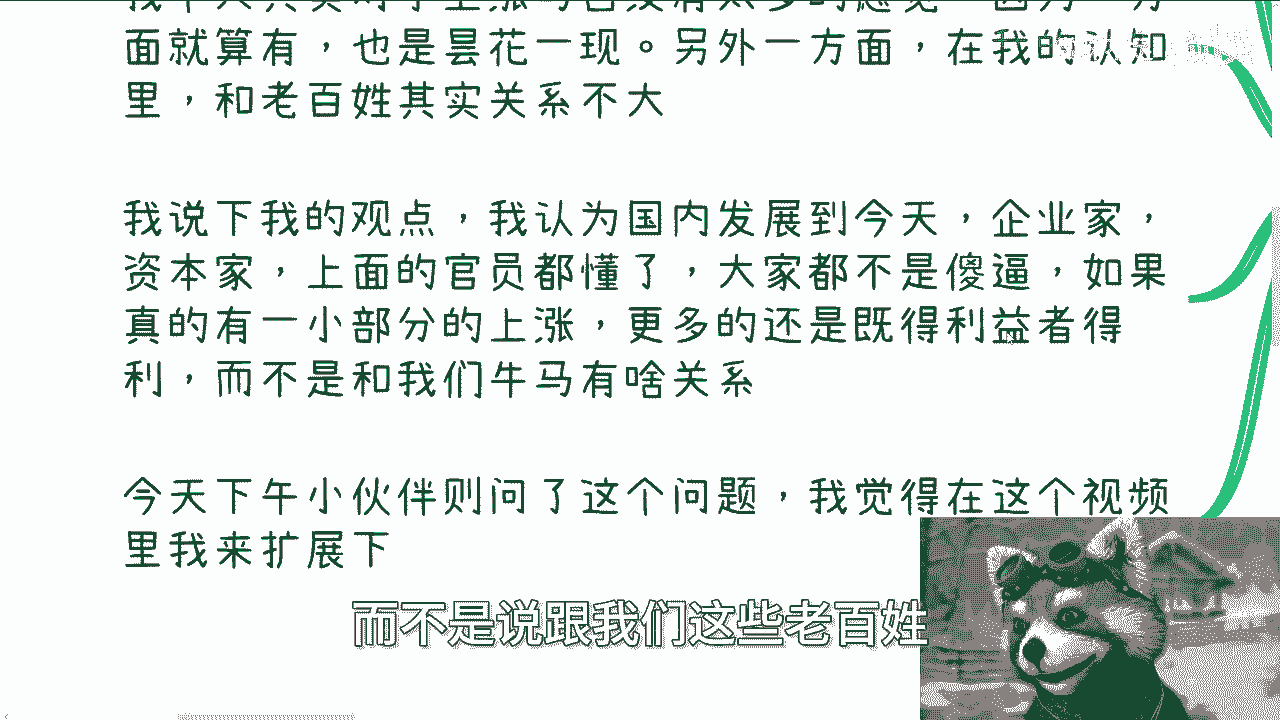 面就算有，也是昙花一现。另外一方面，在我的认知
里，和老百姓其实关系不大
我说下我的观点，我认为国内发展到今天，企业家，
资本家，上面的官员都懂了，大家都不是傻逼，如果
真的有一小部分的上涨，更多的还是既得利益者得
利，而不是和我们牛马有啥关系
今天下午小伙伴则问了这个问题，我觉得在这个视频
里我来扩展下
而不是说跟我们这些老百姓